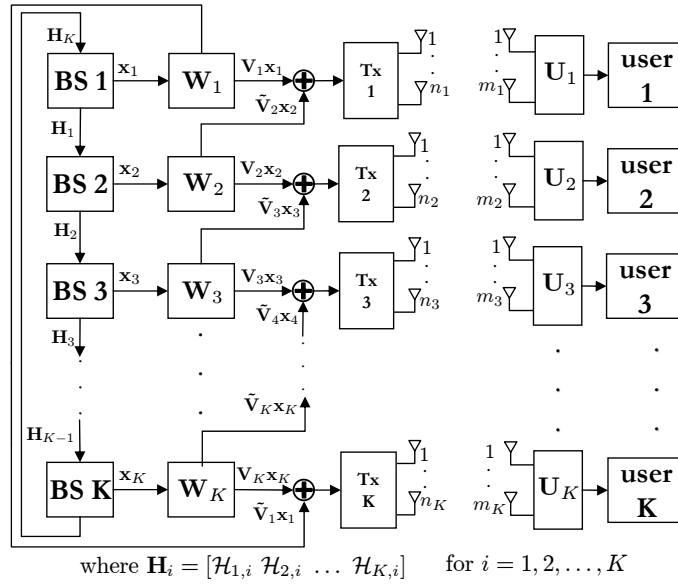 H_K
BS 1 x_1 W_1 V_1x_1 Ṽ_2x_2 Tx 1 1 n_1 1 m_1 U_1 user 1
H_1
BS 2 x_2 W_2 V_2x_2 Ṽ_3x_3 Tx 2 1 n_2 1 m_2 U_2 user 2
H_2
BS 3 x_3 W_3 V_3x_3 Ṽ_4x_4 Tx 3 1 n_3 1 m_3 U_3 user 3
H_3
Ṽ_Kx_K
H_{K−1}
BS K x_K W_K V_Kx_K Ṽ_1x_1 Tx K 1 n_K 1 m_K U_K user K
where H_i = [ℋ_{1,i} ℋ_{2,i} … ℋ_{K,i}] for i = 1, 2, …, K